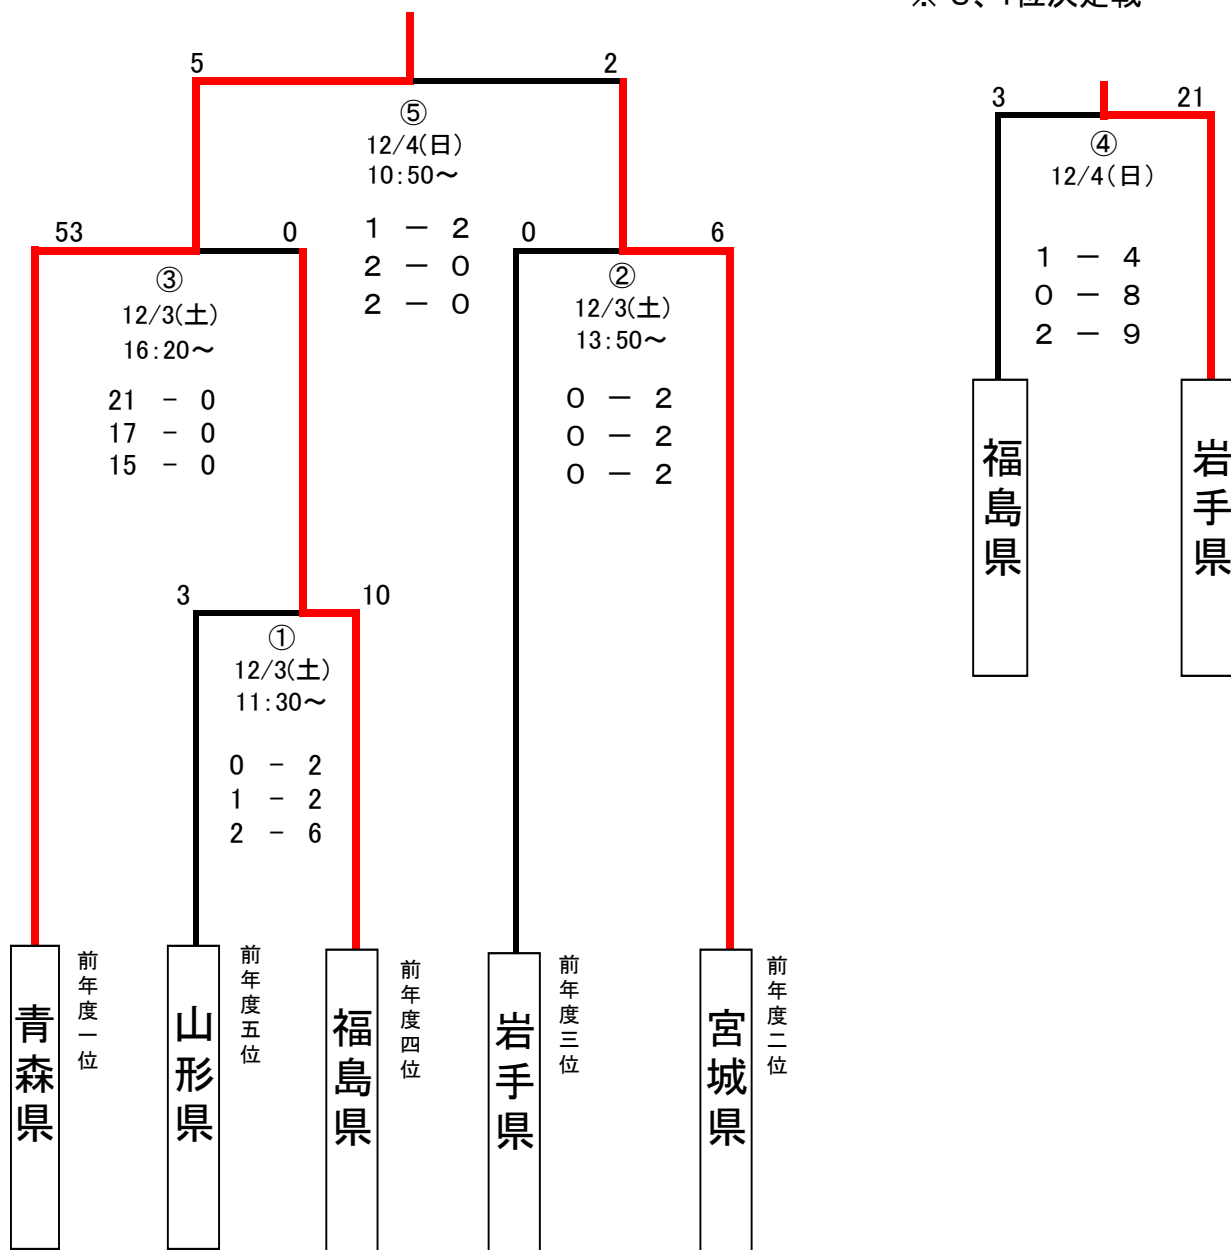 5
2
⑤
12/4(日)
10:50～
1 － 2
2 － 0
2 － 0
53
0
③
12/3(土)
16:20～
21 - 0
17 - 0
15 - 0
0
6
②
12/3(土)
13:50～
0 － 2
0 － 2
0 － 2
3
10
①
12/3(土)
11:30～
0 - 2
1 - 2
2 - 6
青森県
前年度一位
山形県
前年度五位
福島県
前年度四位
岩手県
前年度三位
宮城県
前年度二位
3
21
④
12/4(日)
1 － 4
0 － 8
2 － 9
福島県
岩手県